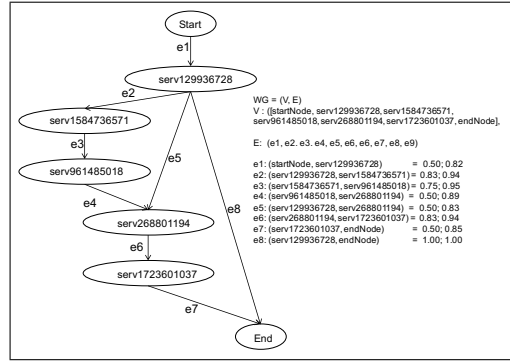 Start
e1
serv129936728
e2
serv1584736571
e3
serv961485018
e5
e4
e8
serv268801194
e6
serv1723601037
e7
End
WG = (V, E)
V : ([startNode, serv129936728, serv1584736571,
serv961485018, serv268801194, serv1723601037, endNode],
E: (e1, e2. e3. e4, e5, e6, e6, e7, e8, e9)
e1: (startNode, serv129936728) = 0.50; 0.82
e2: (serv129936728, serv1584736571) = 0.83; 0.94
e3: (serv1584736571, serv961485018) = 0.75; 0.95
e4: (serv961485018, serv268801194) = 0.50; 0.89
e5: (serv129936728, serv268801194) = 0.50; 0.83
e6: (serv268801194, serv1723601037) = 0.83; 0.94
e7: (serv1723601037, endNode) = 0.50; 0.85
e8: (serv129936728, endNode) = 1.00; 1.00